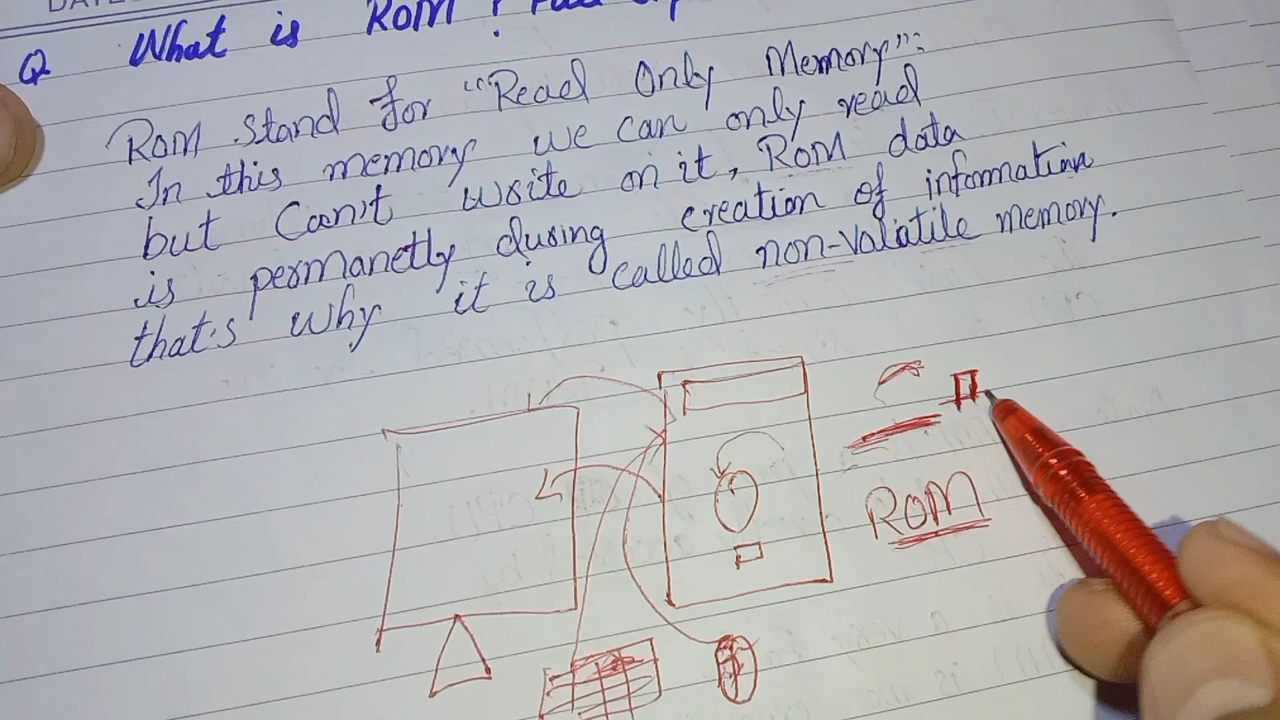 Q What is ROM ?
ROM stand for "Read Only Memory":
In this memory we can only read
but Can't write on it, ROM data
is permanetly during creation of information
that's why it is called non-volatile memory.
ROM